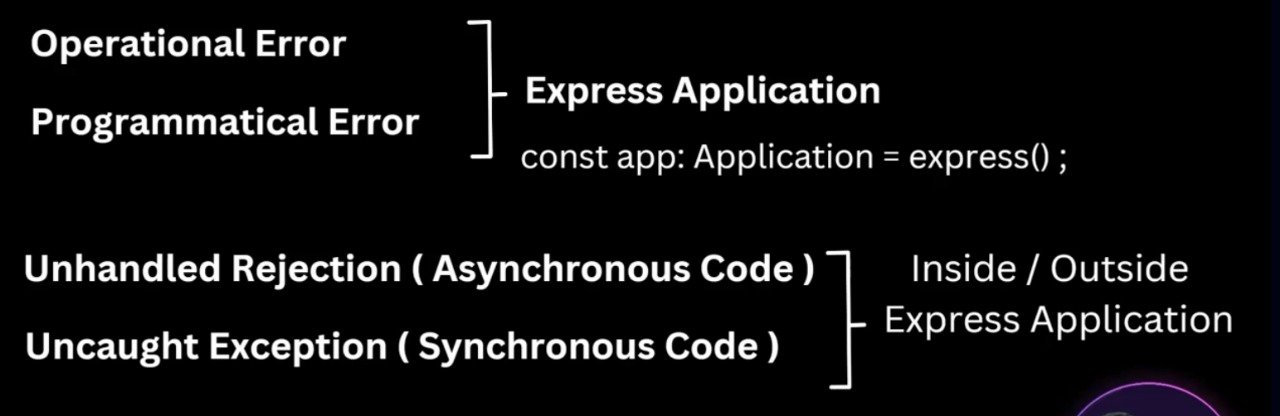 Operational Error
Programmatical Error
Express Application
const app: Application = express() ;
Unhandled Rejection ( Asynchronous Code )
Uncaught Exception ( Synchronous Code )
Inside / Outside
Express Application